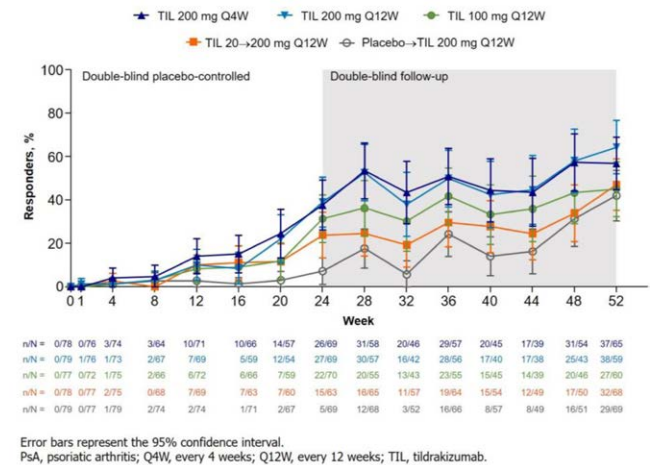 TIL 200 mg Q4W TIL 200 mg Q12W TIL 100 mg Q12W
TIL 20→200 mg Q12W Placebo→TIL 200 mg Q12W
Double-blind placebo-controlled Double-blind follow-up
Responders, %
100
80
60
40
20
0
0 1 4 8 12 16 20 24 28 32 36 40 44 48 52
Week
n/N = 0/78 0/76 3/74 3/64 10/71 10/66 14/57 26/69 31/58 20/46 29/57 20/45 17/39 31/54 37/65
n/N = 0/79 1/76 1/73 2/67 7/69 5/59 12/54 27/69 30/57 16/42 28/56 17/40 17/38 25/43 38/59
n/N = 0/77 0/72 1/75 2/66 6/72 6/66 7/59 22/70 20/55 13/43 23/55 15/45 14/39 20/46 27/60
n/N = 0/78 0/77 2/75 0/68 7/69 7/63 7/60 15/63 16/65 11/57 19/64 15/54 12/49 17/50 32/68
n/N = 0/79 0/77 1/79 2/74 2/74 1/71 2/67 5/69 12/68 3/52 16/66 8/57 8/49 16/51 29/69
Error bars represent the 95% confidence interval.
PsA, psoriatic arthritis; Q4W, every 4 weeks; Q12W, every 12 weeks; TIL, tildrakizumab.